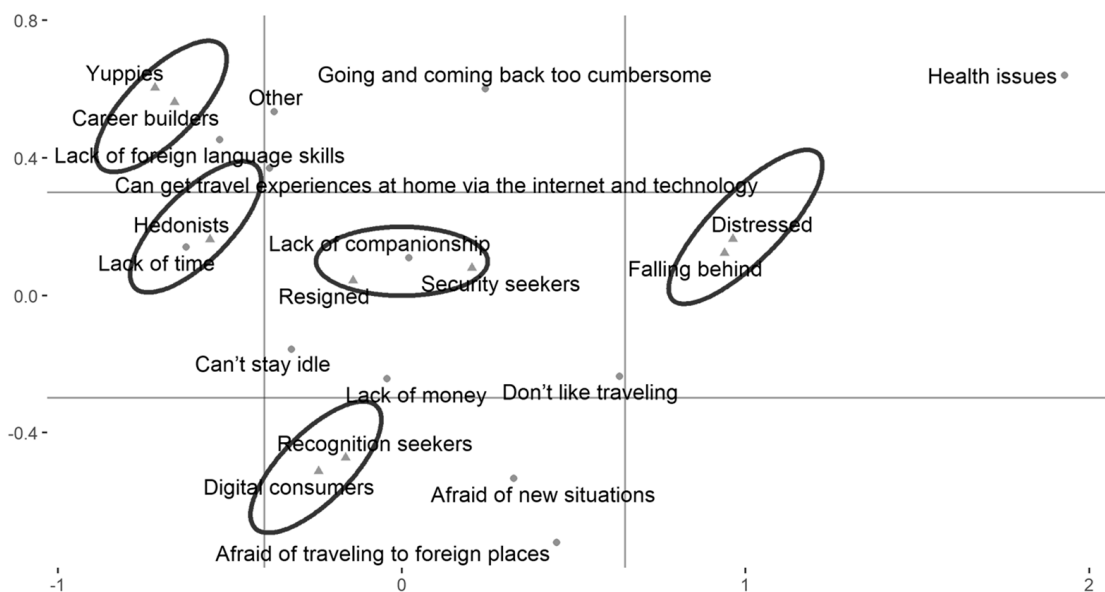 0.8
Yuppies
Going and coming back too cumbersome
Health issues
Other
Career builders
0.4
Lack of foreign language skills
Can get travel experiences at home via the internet and technology
Hedonists
Distressed
Lack of companionship
Lack of time
Falling behind
Security seekers
0.0
Resigned
Can’t stay idle
Lack of money
Don’t like traveling
-0.4
Recognition seekers
Digital consumers
Afraid of new situations
Afraid of traveling to foreign places
-1
0
1
2